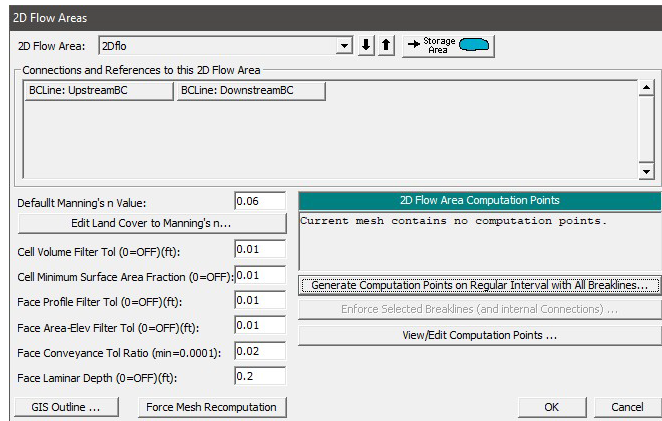 2D Flow Areas
2D Flow Area: 2Dflo
Storage Area
Connections and References to this 2D Flow Area
BCLine: UpstreamBC BCLine: DownstreamBC
Defaullt Manning's n Value: 0.06
Edit Land Cover to Manning's n...
Cell Volume Filter Tol (0=OFF)(ft): 0.01
Cell Minimum Surface Area Fraction (0=OFF): 0.01
Face Profile Filter Tol (0=OFF)(ft): 0.01
Face Area-Elev Filter Tol (0=OFF)(ft): 0.01
Face Conveyance Tol Ratio (min=0.0001): 0.02
Face Laminar Depth (0=OFF)(ft): 0.2
2D Flow Area Computation Points
Current mesh contains no computation points.
Generate Computation Points on Regular Interval with All Breaklines...
Enforce Selected Breaklines (and internal Connections) ...
View/Edit Computation Points ...
GIS Outline ... Force Mesh Recomputation OK Cancel